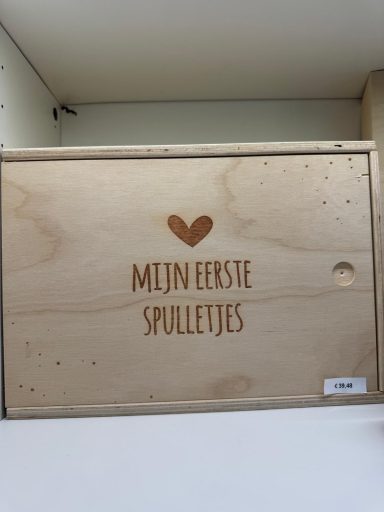 MIJN EERSTE
SPULLETJES
€ 39,48